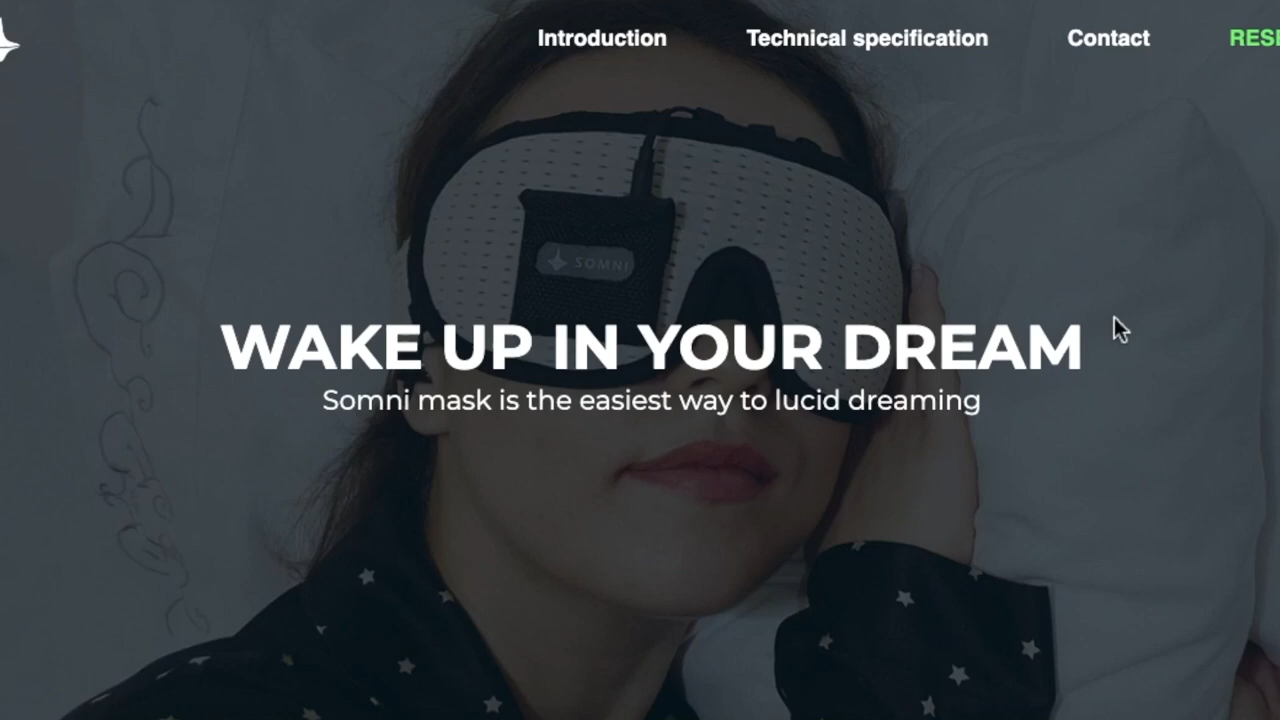 Introduction
Technical specification
Contact
SOMNI
WAKE UP IN YOUR DREAM
Somni mask is the easiest way to lucid dreaming